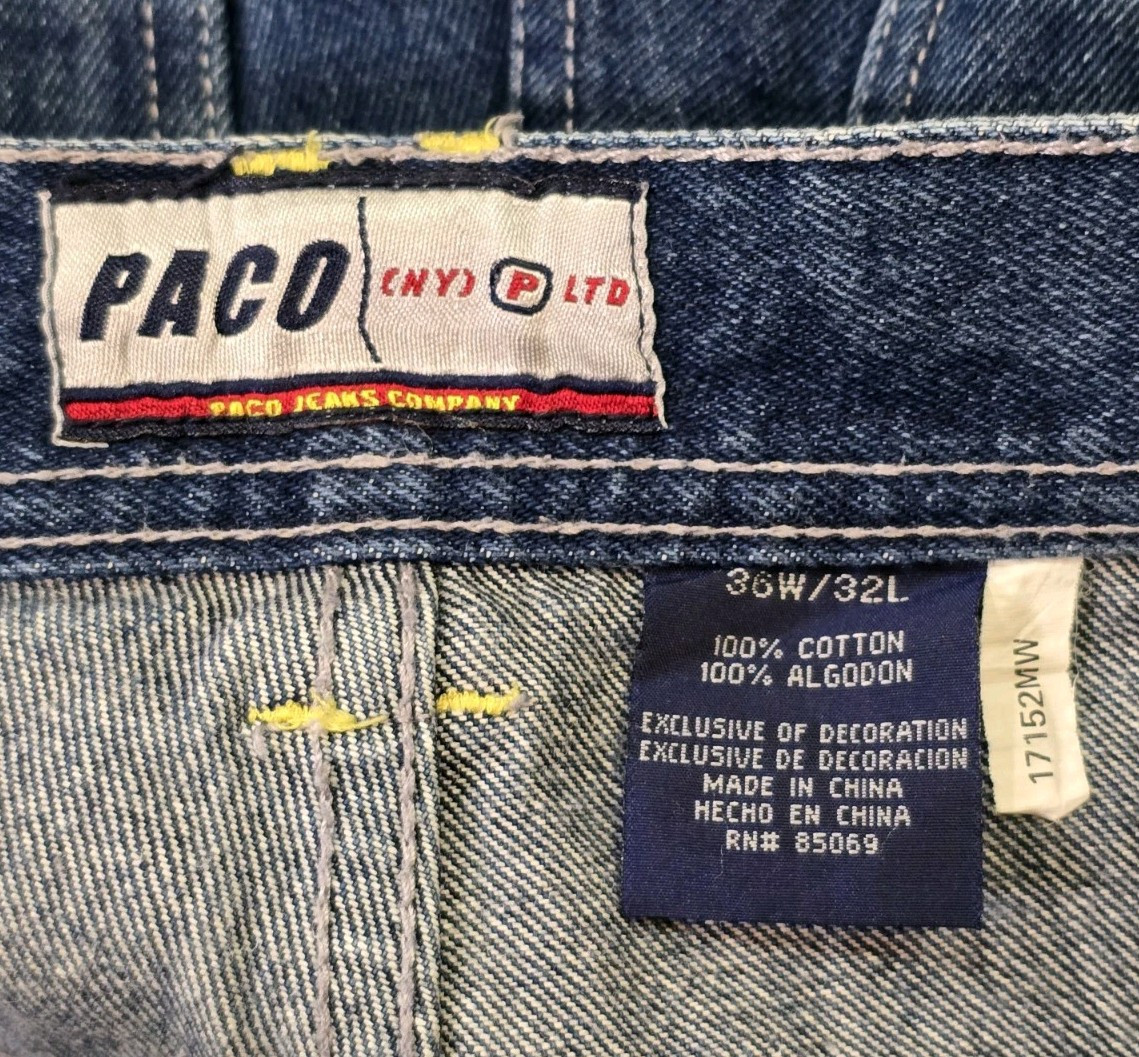 PACO (NY) P LTD
PACO JEANS COMPANY
36W/32L
100% COTTON
100% ALGODON
EXCLUSIVE OF DECORATION
EXCLUSIVE DE DECORACION
MADE IN CHINA
HECHO EN CHINA
RN# 85069
17152MW